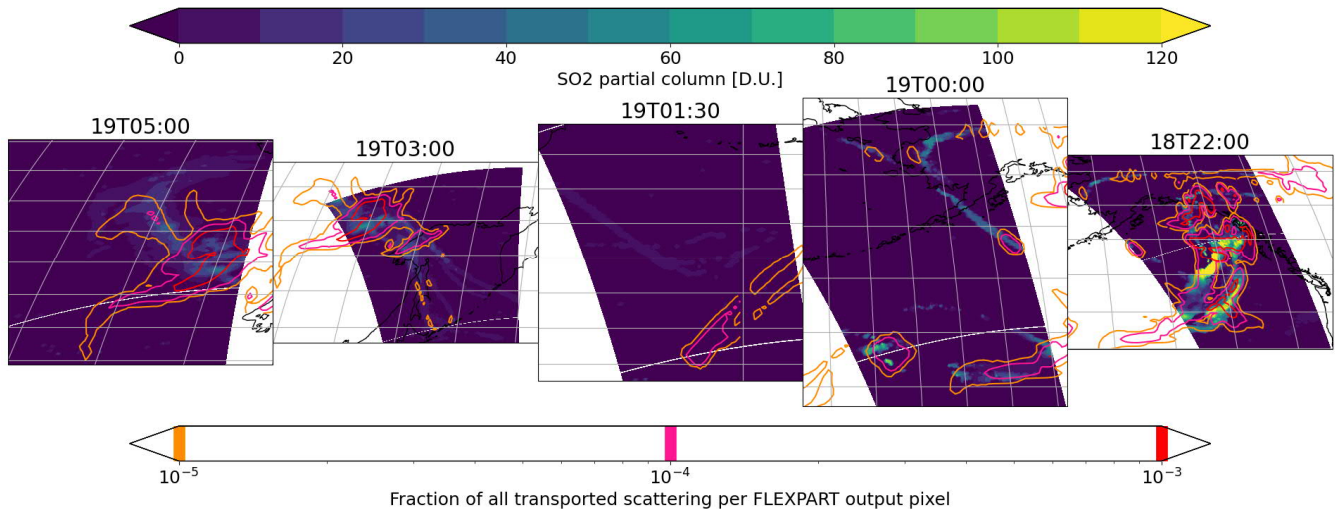 0 20 40 60 80 100 120
SO2 partial column [D.U.]
19T05:00 19T03:00 19T01:30 19T00:00 18T22:00
10⁻⁵ 10⁻⁴ 10⁻³
Fraction of all transported scattering per FLEXPART output pixel